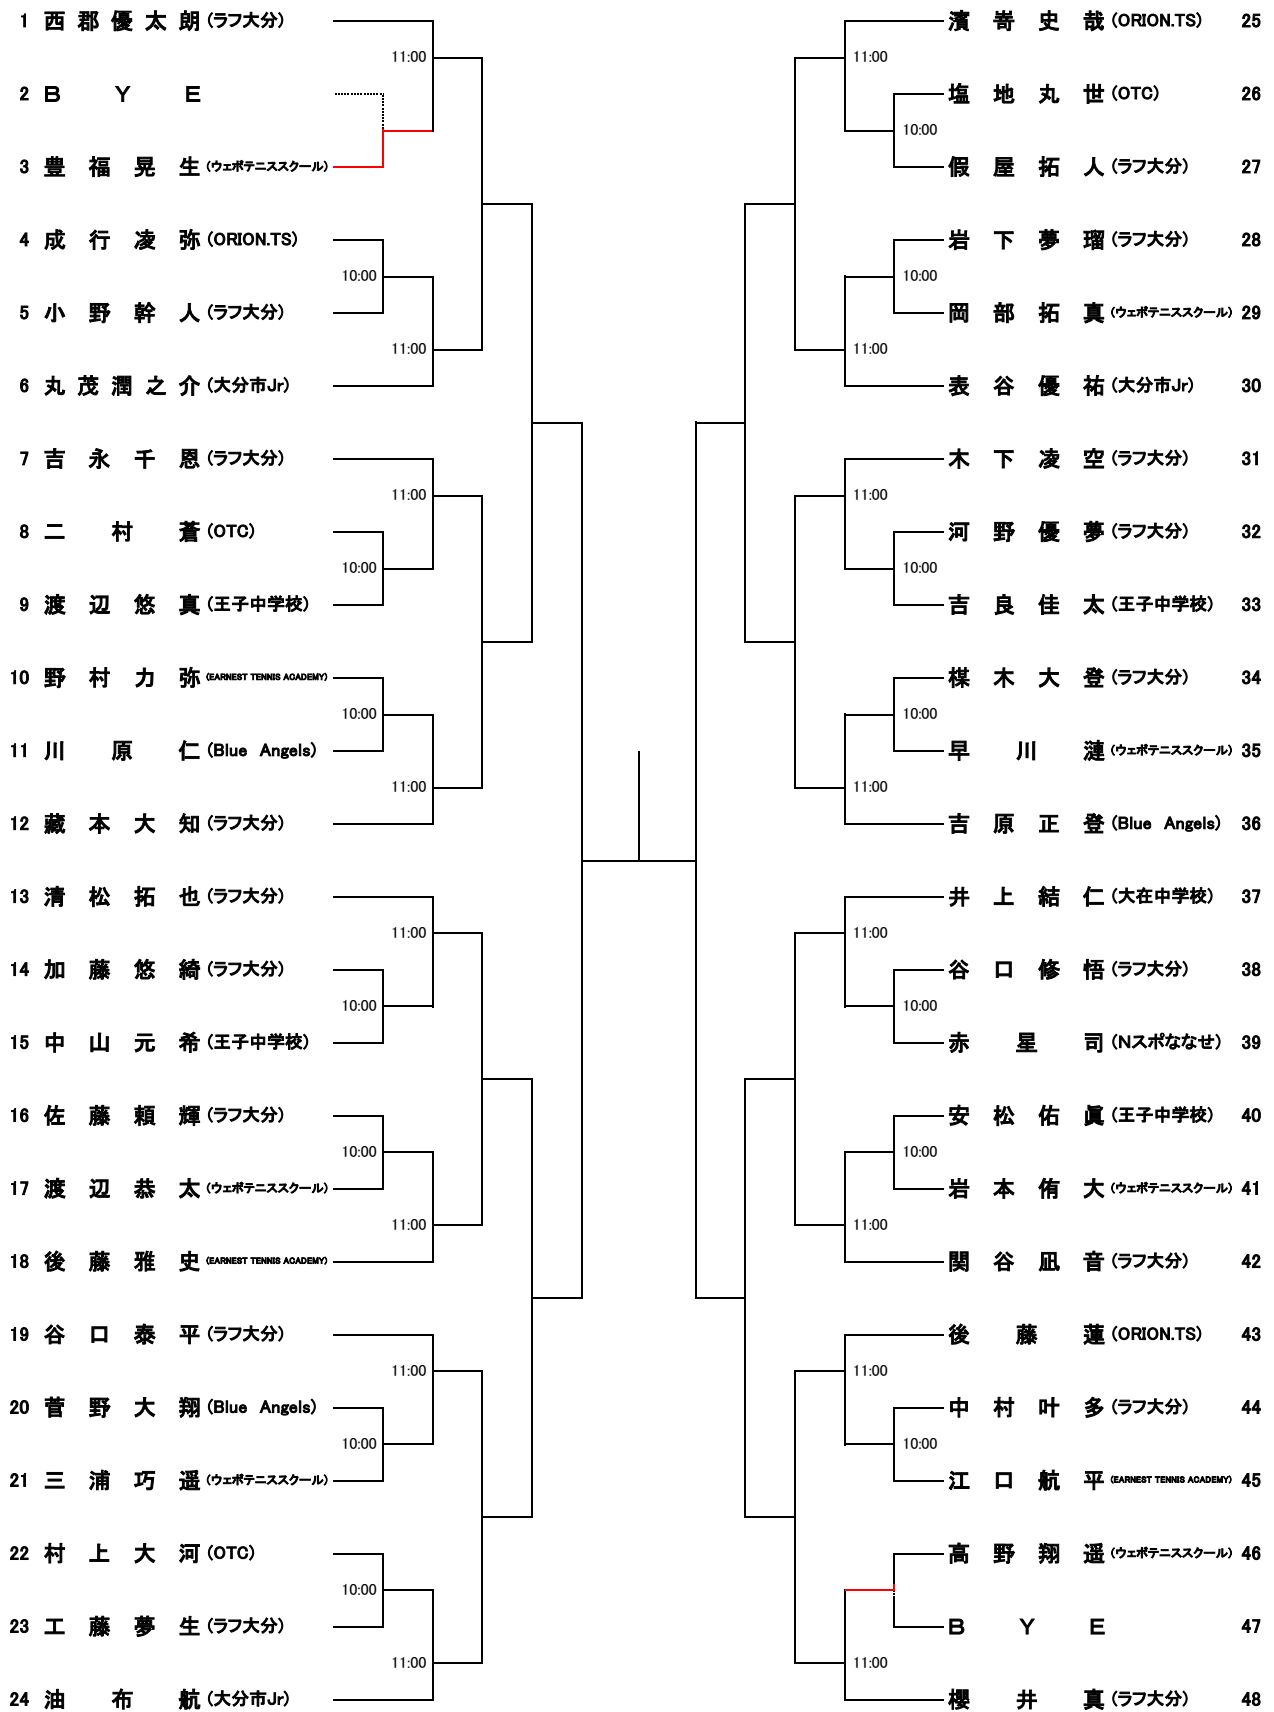 1 西郡優太朗 (ラフ大分)
11:00
2 BYE
3 豊福晃生 (ウェポテニススクール)
4 成行凌弥 (ORION.TS)
10:00
5 小野幹人 (ラフ大分)
11:00
6 丸茂潤之介 (大分市Jr)
7 吉永千恩 (ラフ大分)
11:00
8 二村蒼 (OTC)
10:00
9 渡辺悠真 (王子中学校)
10 野村力弥 (EARNEST TENNIS ACADEMY)
10:00
11 川原仁 (Blue Angels)
11:00
12 藏本大知 (ラフ大分)
13 清松拓也 (ラフ大分)
11:00
14 加藤悠綺 (ラフ大分)
10:00
15 中山元希 (王子中学校)
16 佐藤頼輝 (ラフ大分)
10:00
17 渡辺恭太 (ウェポテニススクール)
11:00
18 後藤雅史 (EARNEST TENNIS ACADEMY)
19 谷口泰平 (ラフ大分)
11:00
20 菅野大翔 (Blue Angels)
10:00
21 三浦巧遥 (ウェポテニススクール)
22 村上大河 (OTC)
10:00
23 工藤夢生 (ラフ大分)
11:00
24 油布航 (大分市Jr)
濱嵜史哉 (ORION.TS) 25
11:00
塩地丸世 (OTC) 26
10:00
假屋拓人 (ラフ大分) 27
岩下夢瑠 (ラフ大分) 28
10:00
岡部拓真 (ウェポテニススクール) 29
11:00
表谷優祐 (大分市Jr) 30
木下凌空 (ラフ大分) 31
11:00
河野優夢 (ラフ大分) 32
10:00
吉良佳太 (王子中学校) 33
楳木大登 (ラフ大分) 34
10:00
早川漣 (ウェポテニススクール) 35
11:00
吉原正登 (Blue Angels) 36
井上結仁 (大在中学校) 37
11:00
谷口修悟 (ラフ大分) 38
10:00
赤星司 (Nスポななせ) 39
安松佑眞 (王子中学校) 40
10:00
岩本侑大 (ウェポテニススクール) 41
11:00
関谷凪音 (ラフ大分) 42
後藤蓮 (ORION.TS) 43
11:00
中村叶多 (ラフ大分) 44
10:00
江口航平 (EARNEST TENNIS ACADEMY) 45
高野翔遥 (ウェポテニススクール) 46
BYE 47
11:00
櫻井真 (ラフ大分) 48